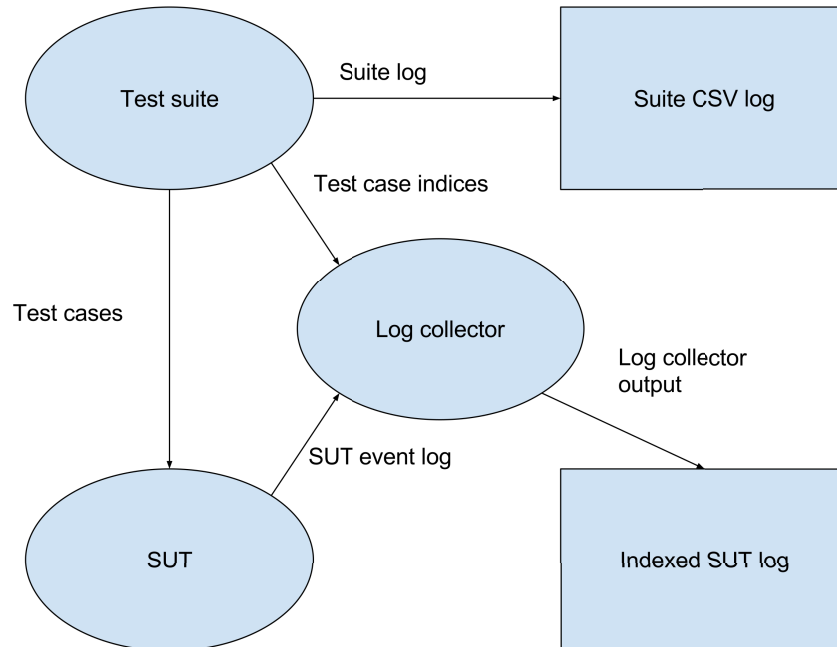 Suite log
Test suite
Suite CSV log
Test case indices
Test cases
Log collector
Log collector
output
SUT event log
SUT
Indexed SUT log